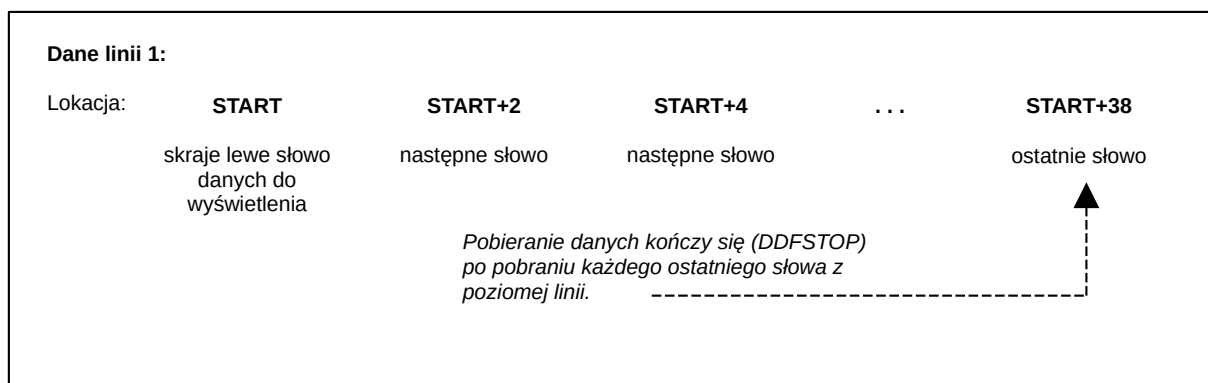 Dane linii 1:
Lokacja: START START+2 START+4 . . . START+38
skraje lewe słowo następne słowo następne słowo ostatnie słowo
danych do
wyświetlenia
Pobieranie danych kończy się (DDFSTOP)
po pobraniu każdego ostatniego słowa z
poziomej linii.